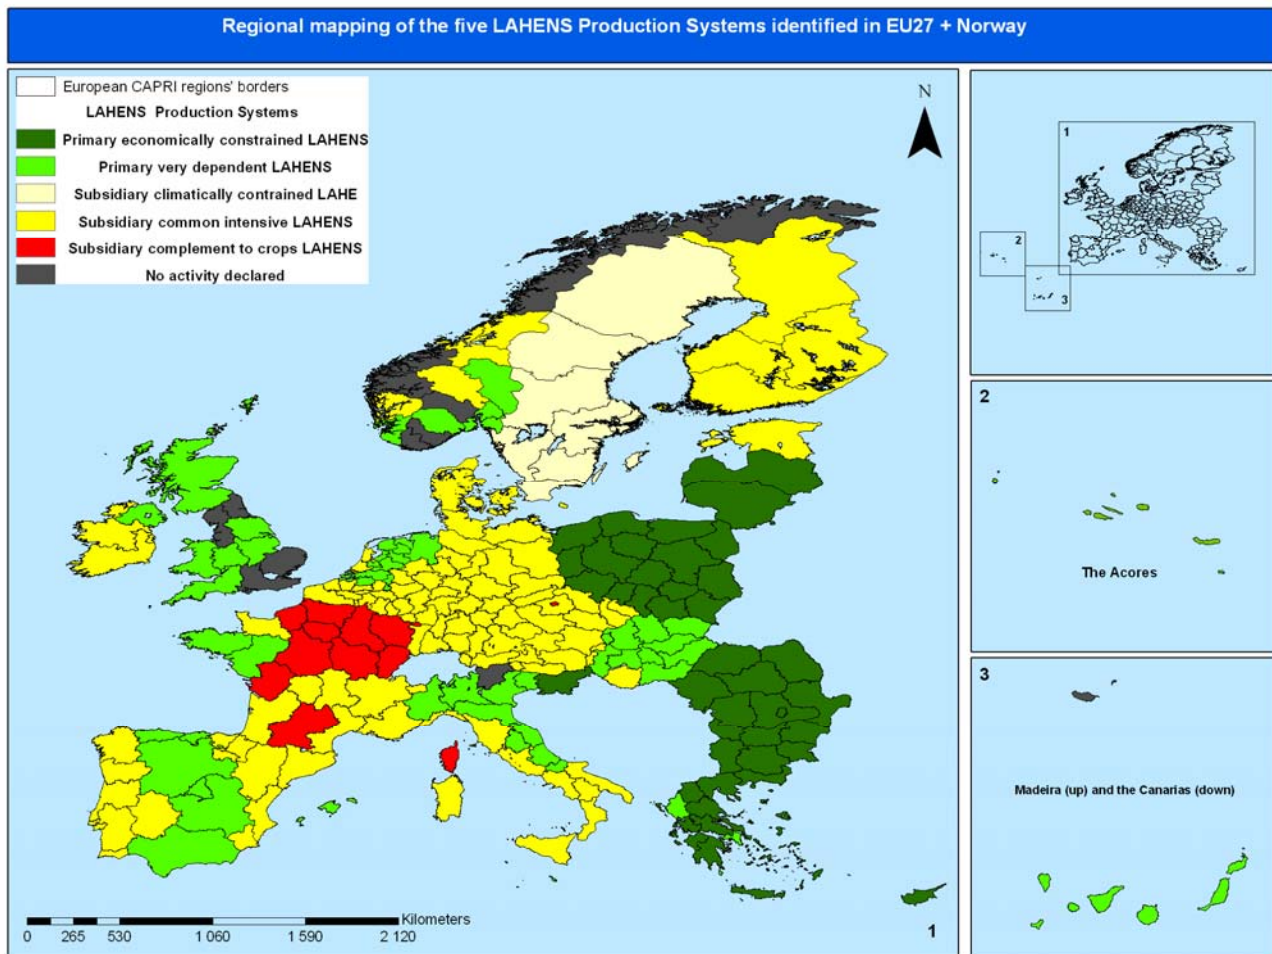 Regional mapping of the five LAHENS Production Systems identified in EU27 + Norway
European CAPRI regions' borders
LAHENS Production Systems
Primary economically constrained LAHENS
Primary very dependent LAHENS
Subsidiary climatically contrained LAHE
Subsidiary common intensive LAHENS
Subsidiary complement to crops LAHENS
No activity declared
N
Kilometers
0 265 530 1 060 1 590 2 120
1
1
2
3
2
The Acores
3
Madeira (up) and the Canarias (down)